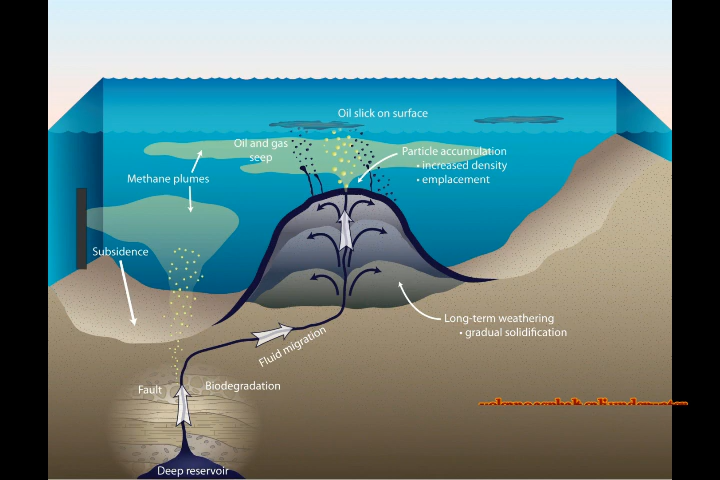 Oil slick on surface
Oil and gas
seep
Particle accumulation
• increased density
• emplacement
Methane plumes
Subsidence
Long-term weathering
• gradual solidification
Fluid migration
Fault
Biodegradation
Deep reservoir